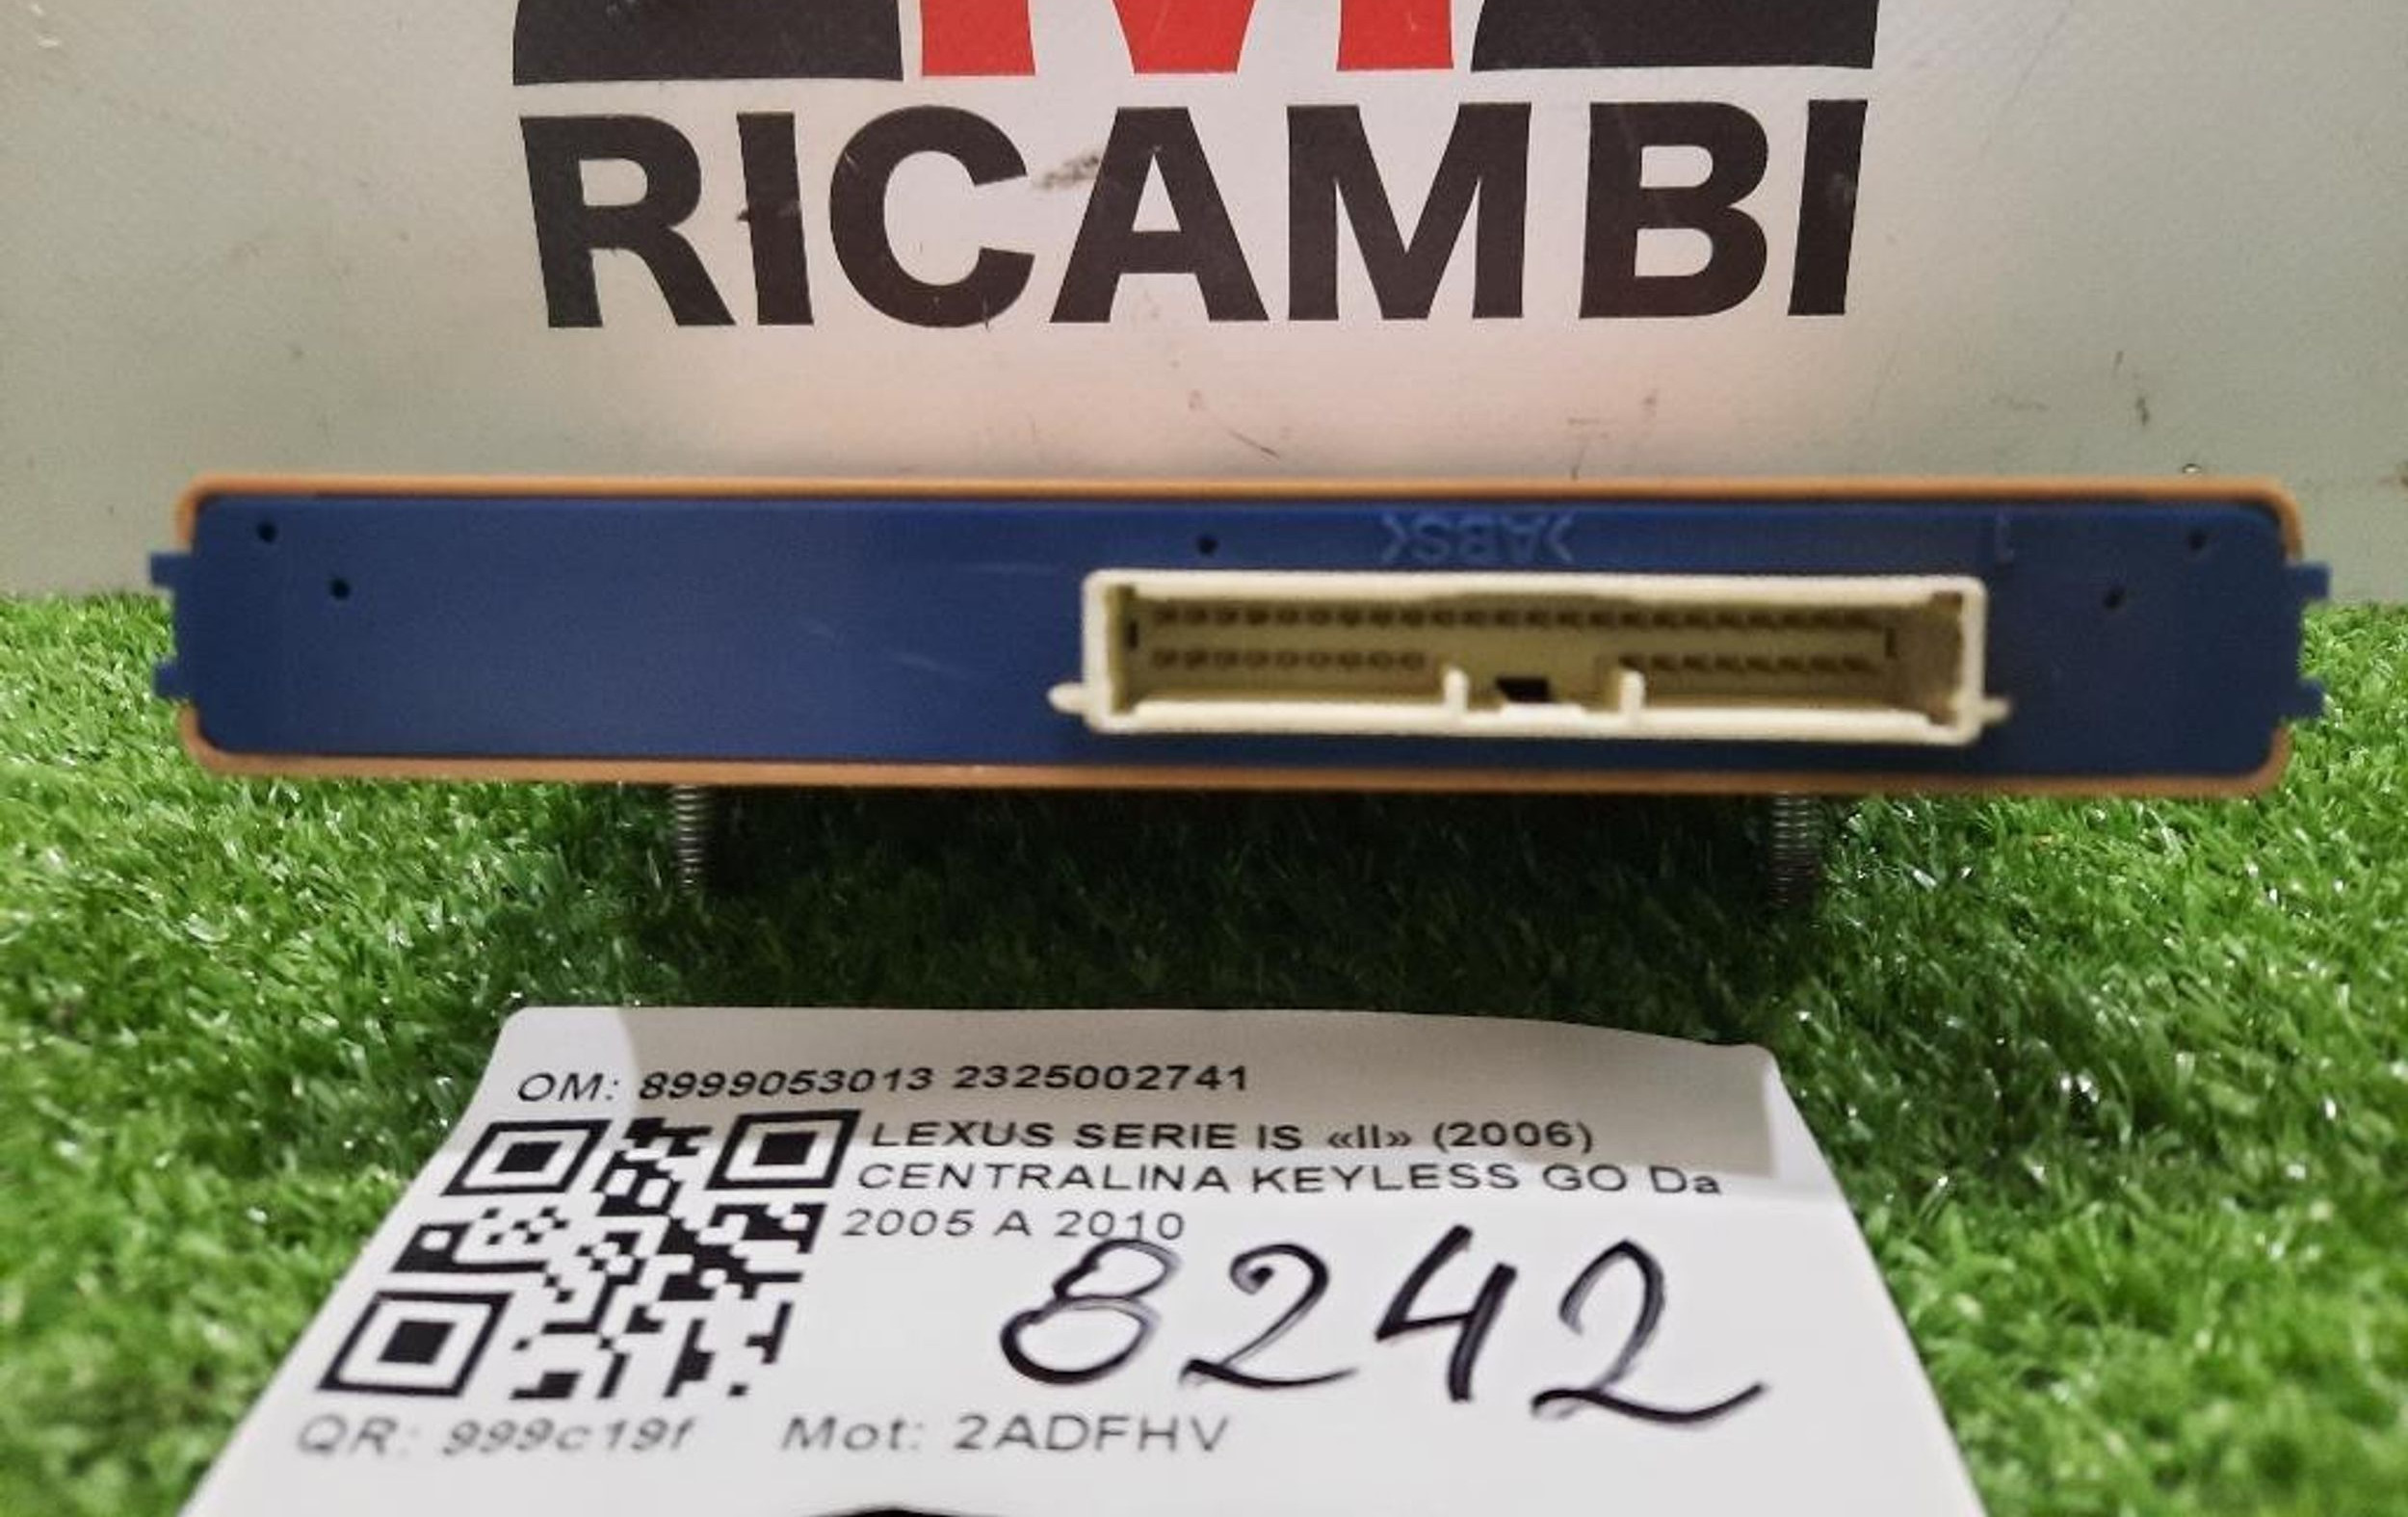 RICAMBI
>ABS<
OM: 8999053013 2325002741
LEXUS SERIE IS «II» (2006)
CENTRALINA KEYLESS GO Da
2005 A 2010
8242
QR: 999c19f Mot: 2ADFHV